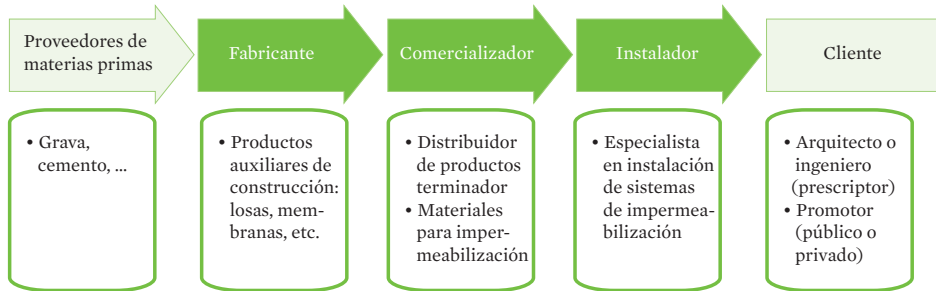 Proveedores de
materias primas
Fabricante
Comercializador
Instalador
Cliente
• Grava,
cemento, ...
• Productos
auxiliares de
construcción:
losas, mem-
branas, etc.
• Distribuidor
de productos
terminador
• Materiales
para imper-
meabilización
• Especialista
en instalación
de sistemas
de impermea-
bilización
• Arquitecto o
ingeniero
(prescriptor)
• Promotor
(público o
privado)